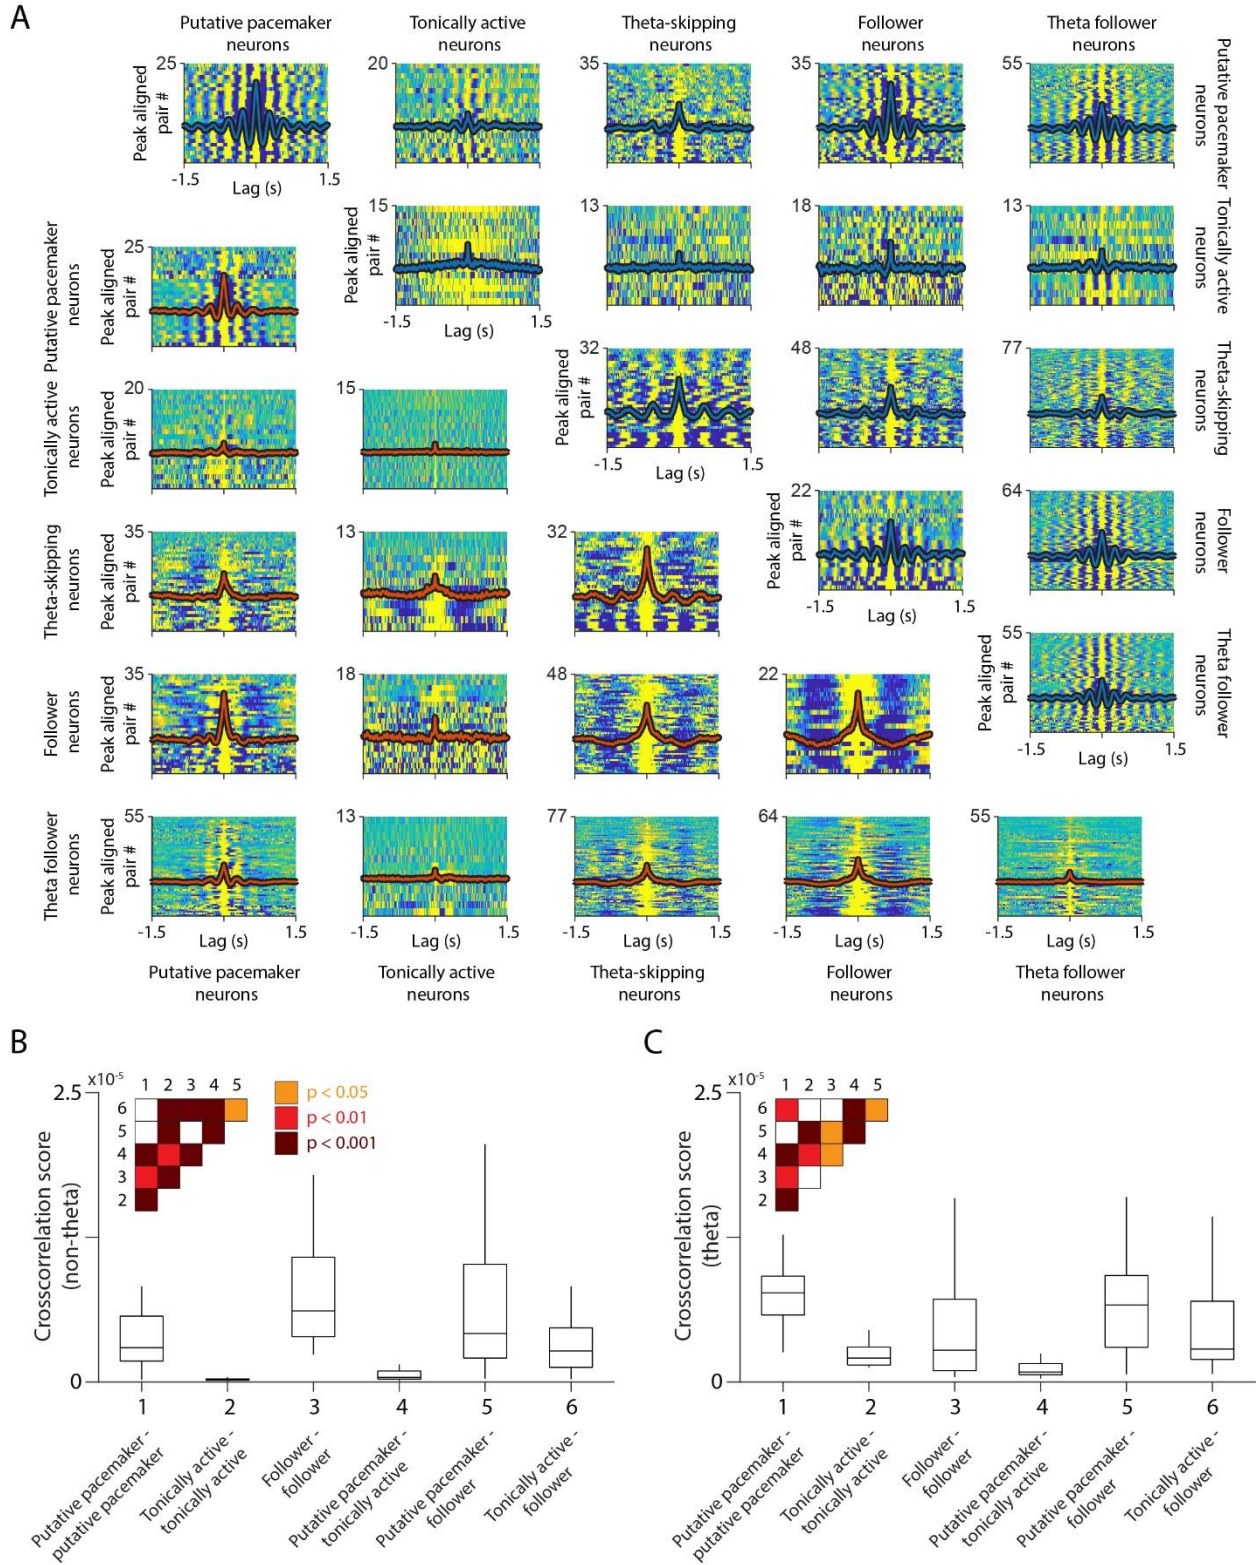 A
Putative pacemaker
neurons
Tonically active
neurons
Theta-skipping
neurons
Follower
neurons
Theta follower
neurons
25
20
35
35
55
Peak aligned
pair #
Putative pacemaker
neurons
-1.5
1.5
Lag (s)
15
13
18
13
Peak aligned
pair #
Tonically active
neurons
-1.5
1.5
Lag (s)
Putative pacemaker
neurons
25
Peak aligned
pair #
32
48
77
Peak aligned
pair #
Theta-skipping
neurons
-1.5
1.5
Lag (s)
Tonically active
neurons
20
15
Peak aligned
pair #
22
64
Peak aligned
pair #
Follower
neurons
-1.5
1.5
Lag (s)
Theta-skipping
neurons
35
13
32
Peak aligned
pair #
55
Peak aligned
pair #
Theta follower
neurons
-1.5
1.5
Lag (s)
Follower
neurons
35
18
48
22
Peak aligned
pair #
Theta follower
neurons
55
13
77
64
55
Peak aligned
pair #
-1.5
1.5
-1.5
1.5
-1.5
1.5
-1.5
1.5
-1.5
1.5
Lag (s)
Lag (s)
Lag (s)
Lag (s)
Lag (s)
Putative pacemaker
neurons
Tonically active
neurons
Theta-skipping
neurons
Follower
neurons
Theta follower
neurons
B
Crosscorrelation score
(non-theta)
x10-5
2.5
0
1 2 3 4 5
6
5
4
3
2
p < 0.05
p < 0.01
p < 0.001
1 2 3 4 5 6
Putative pacemaker -
putative pacemaker
Tonically active -
tonically active
Follower -
follower
Putative pacemaker -
tonically active
Putative pacemaker -
follower
Tonically active -
follower
C
Crosscorrelation score
(theta)
x10-5
2.5
0
1 2 3 4 5
6
5
4
3
2
1 2 3 4 5 6
Putative pacemaker -
putative pacemaker
Tonically active -
tonically active
Follower -
follower
Putative pacemaker -
tonically active
Putative pacemaker -
follower
Tonically active -
follower